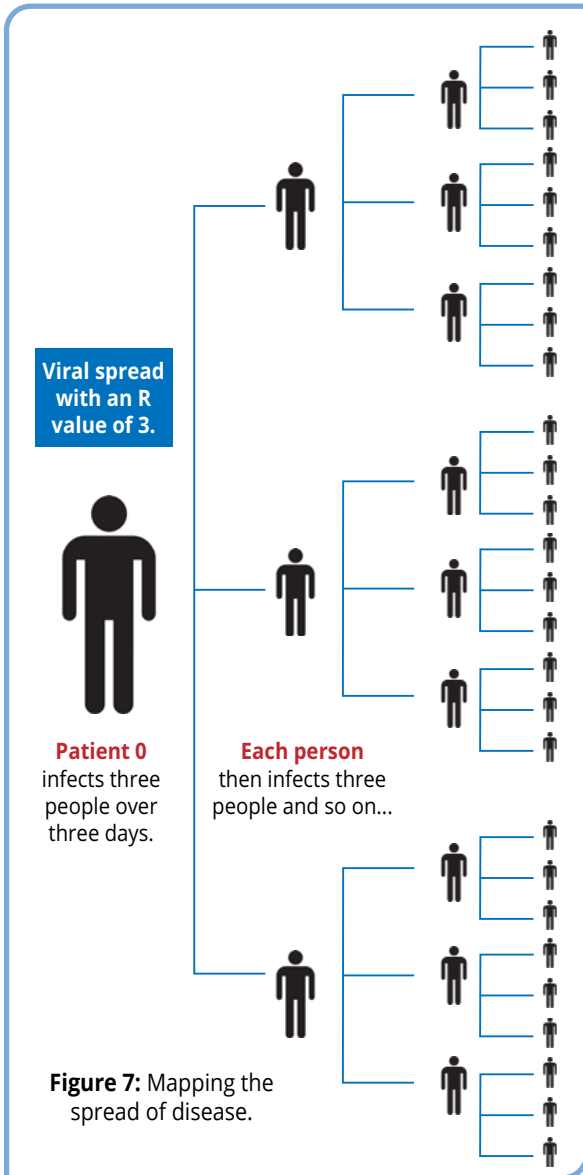 Viral spread
with an R
value of 3.
Patient 0
infects three
people over
three days.
Each person
then infects three
people and so on...
Figure 7: Mapping the
spread of disease.